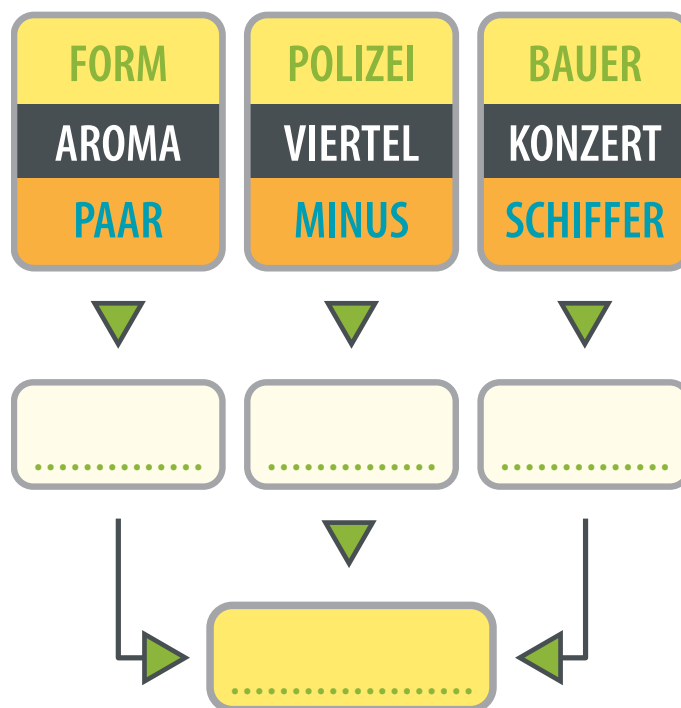 FORM
AROMA
PAAR
POLIZEI
VIERTEL
MINUS
BAUER
KONZERT
SCHIFFER